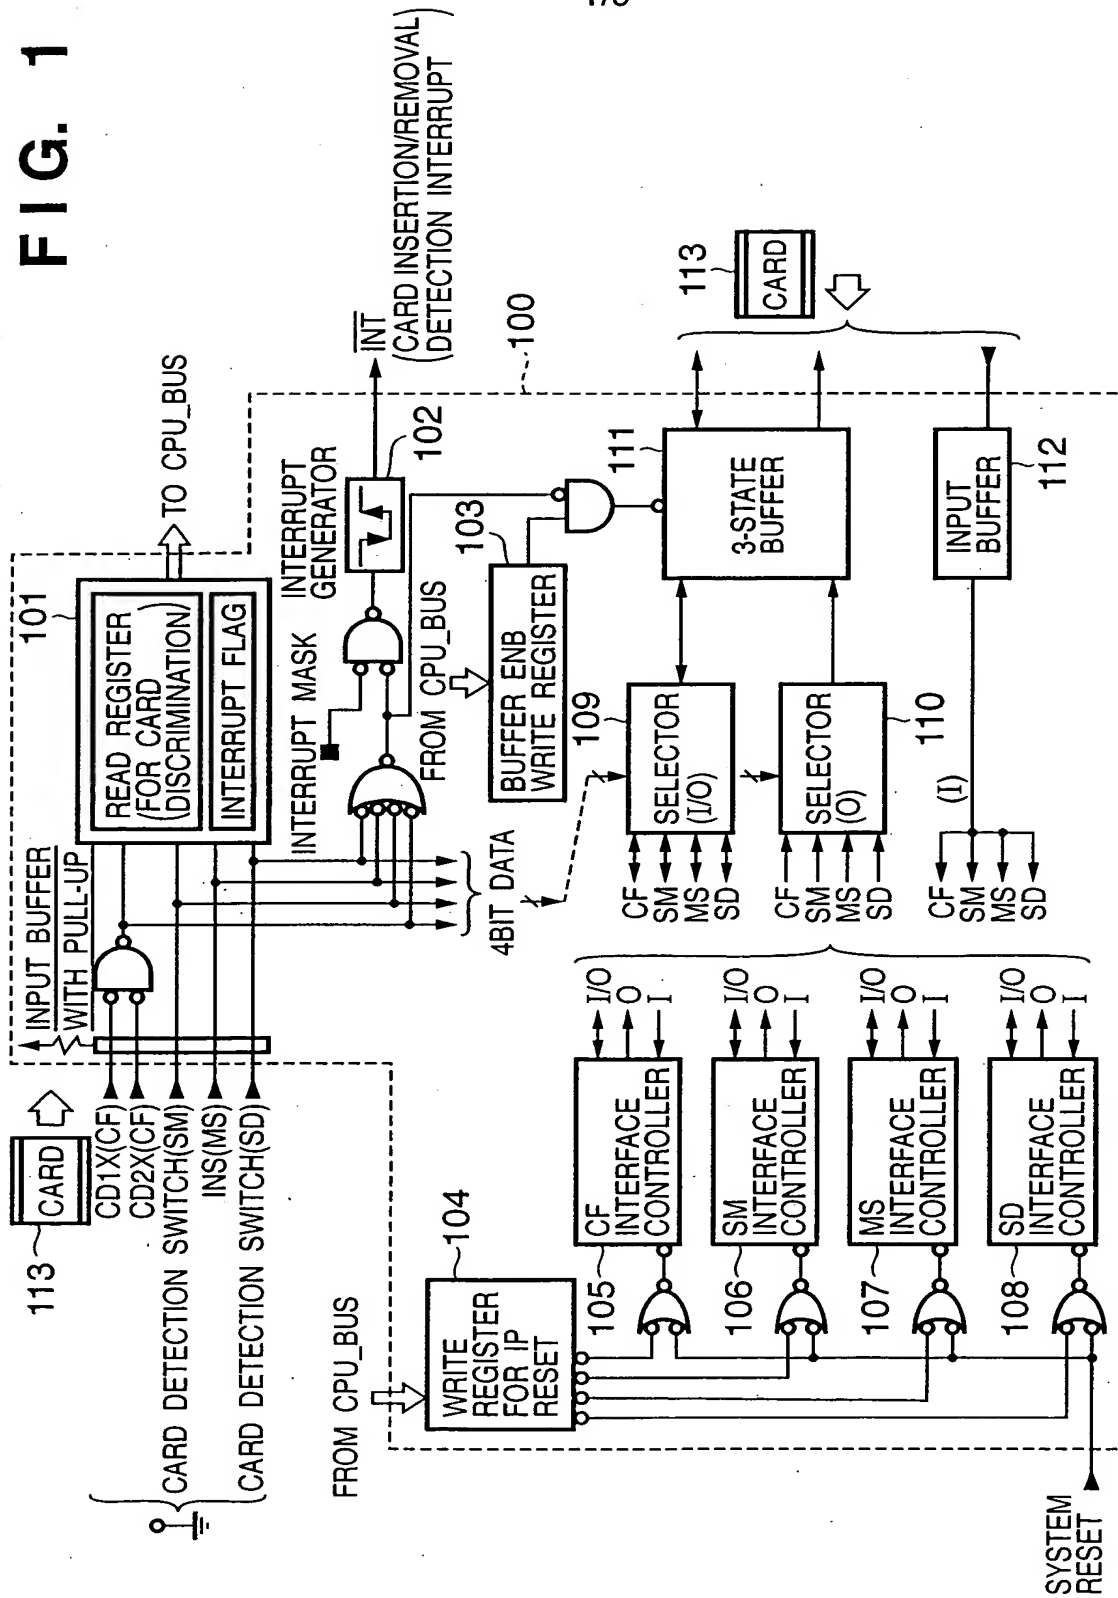 FIG. 1
113
CARD
CD1X(CF)
CD2X(CF)
CARD DETECTION SWITCH(SM)
INS(MS)
CARD DETECTION SWITCH(SD)
INPUT BUFFER
WITH PULL-UP
101
READ REGISTER
(FOR CARD
DISCRIMINATION)
INTERRUPT FLAG
TO CPU_BUS
INTERRUPT MASK
INTERRUPT
GENERATOR
102
INT
(CARD INSERTION/REMOVAL)
(DETECTION INTERRUPT
100
4BIT DATA
FROM CPU_BUS
103
BUFFER ENB
WRITE REGISTER
FROM CPU_BUS
104
WRITE
REGISTER
FOR IP
RESET
SYSTEM
RESET
105
CF
INTERFACE
CONTROLLER
I/O
O
I
106
SM
INTERFACE
CONTROLLER
I/O
O
I
107
MS
INTERFACE
CONTROLLER
I/O
O
I
108
SD
INTERFACE
CONTROLLER
I/O
O
I
CF
SM
MS
SD
109
SELECTOR
(I/O)
CF
SM
MS
SD
110
SELECTOR
(O)
CF
SM
MS
SD
(I)
111
3-STATE
BUFFER
INPUT
BUFFER
112
113
CARD